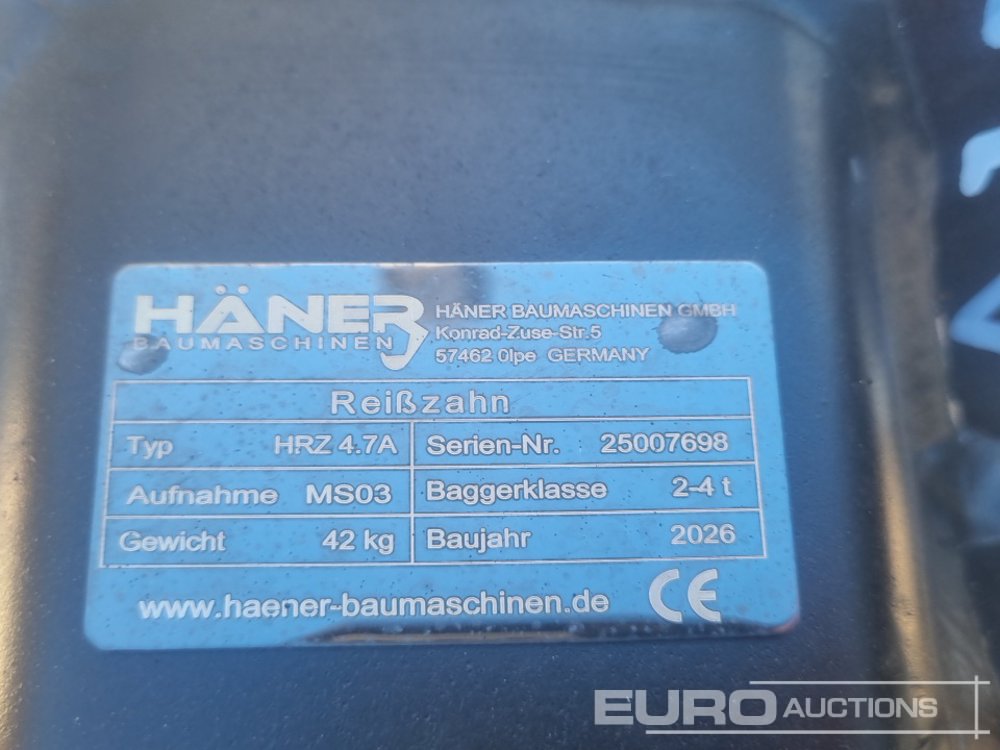 HÄNER
BAUMASCHINEN
HÄNER BAUMASCHINEN GMBH
Konrad-Zuse-Str.5
57462 Olpe GERMANY
Reißzahn
Typ HRZ 4.7A Serien-Nr. 25007698
Aufnahme MS03 Baggerklasse 2-4 t
Gewicht 42 kg Baujahr 2026
www.haener-baumaschinen.de CE
EURO AUCTIONS